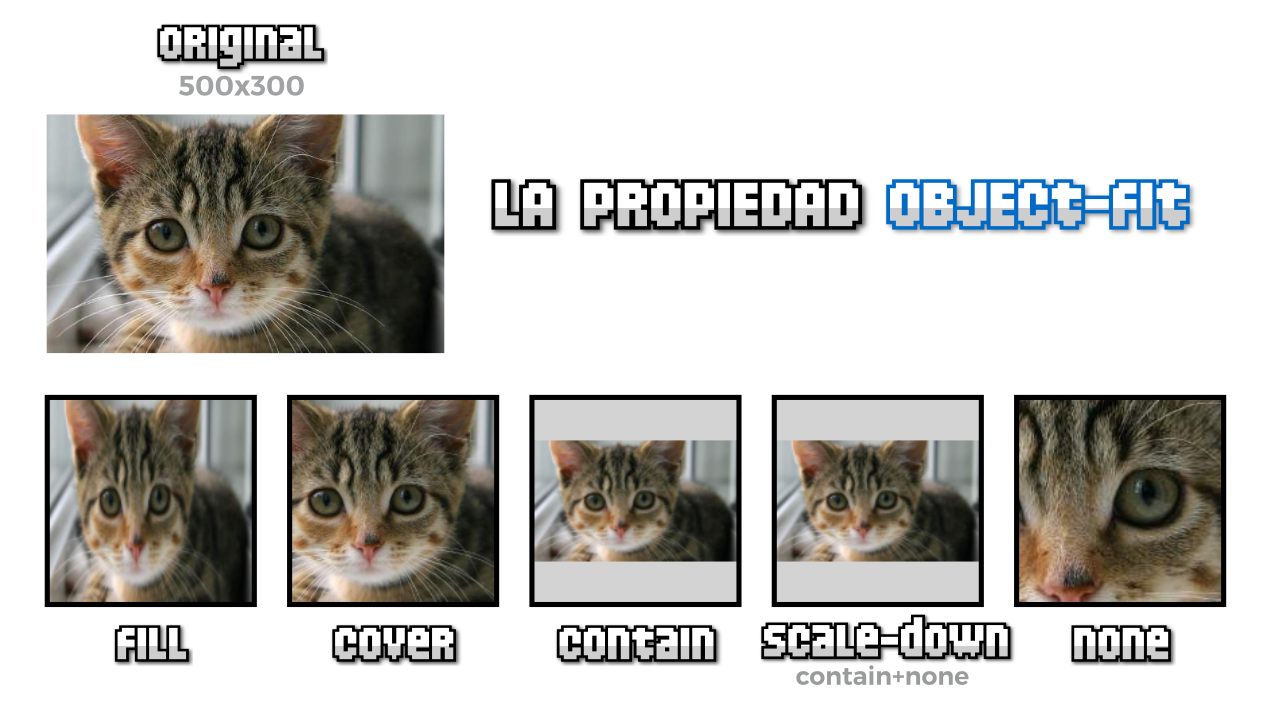 ORIGINAL
500x300
LA PROPIEDAD OBJECT-FIT
FILL
COVER
CONTAIN
SCALE-DOWN
contain+none
NONE